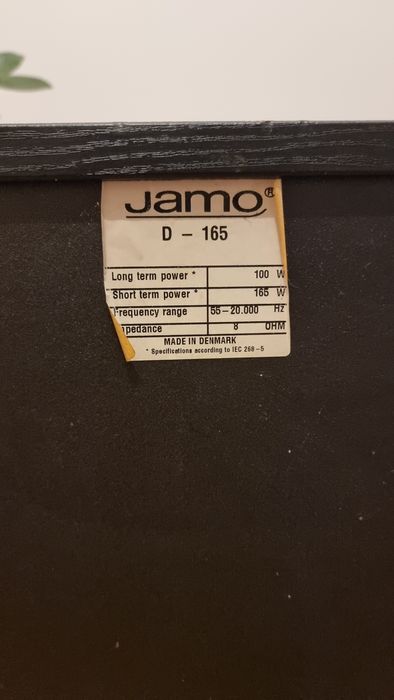 Jamo®
D - 165
Long term power * 100 W
Short term power * 165 W
Frequency range 55-20.000 Hz
pedance 8 OHM
MADE IN DENMARK
* Specifications according to IEC 268-5